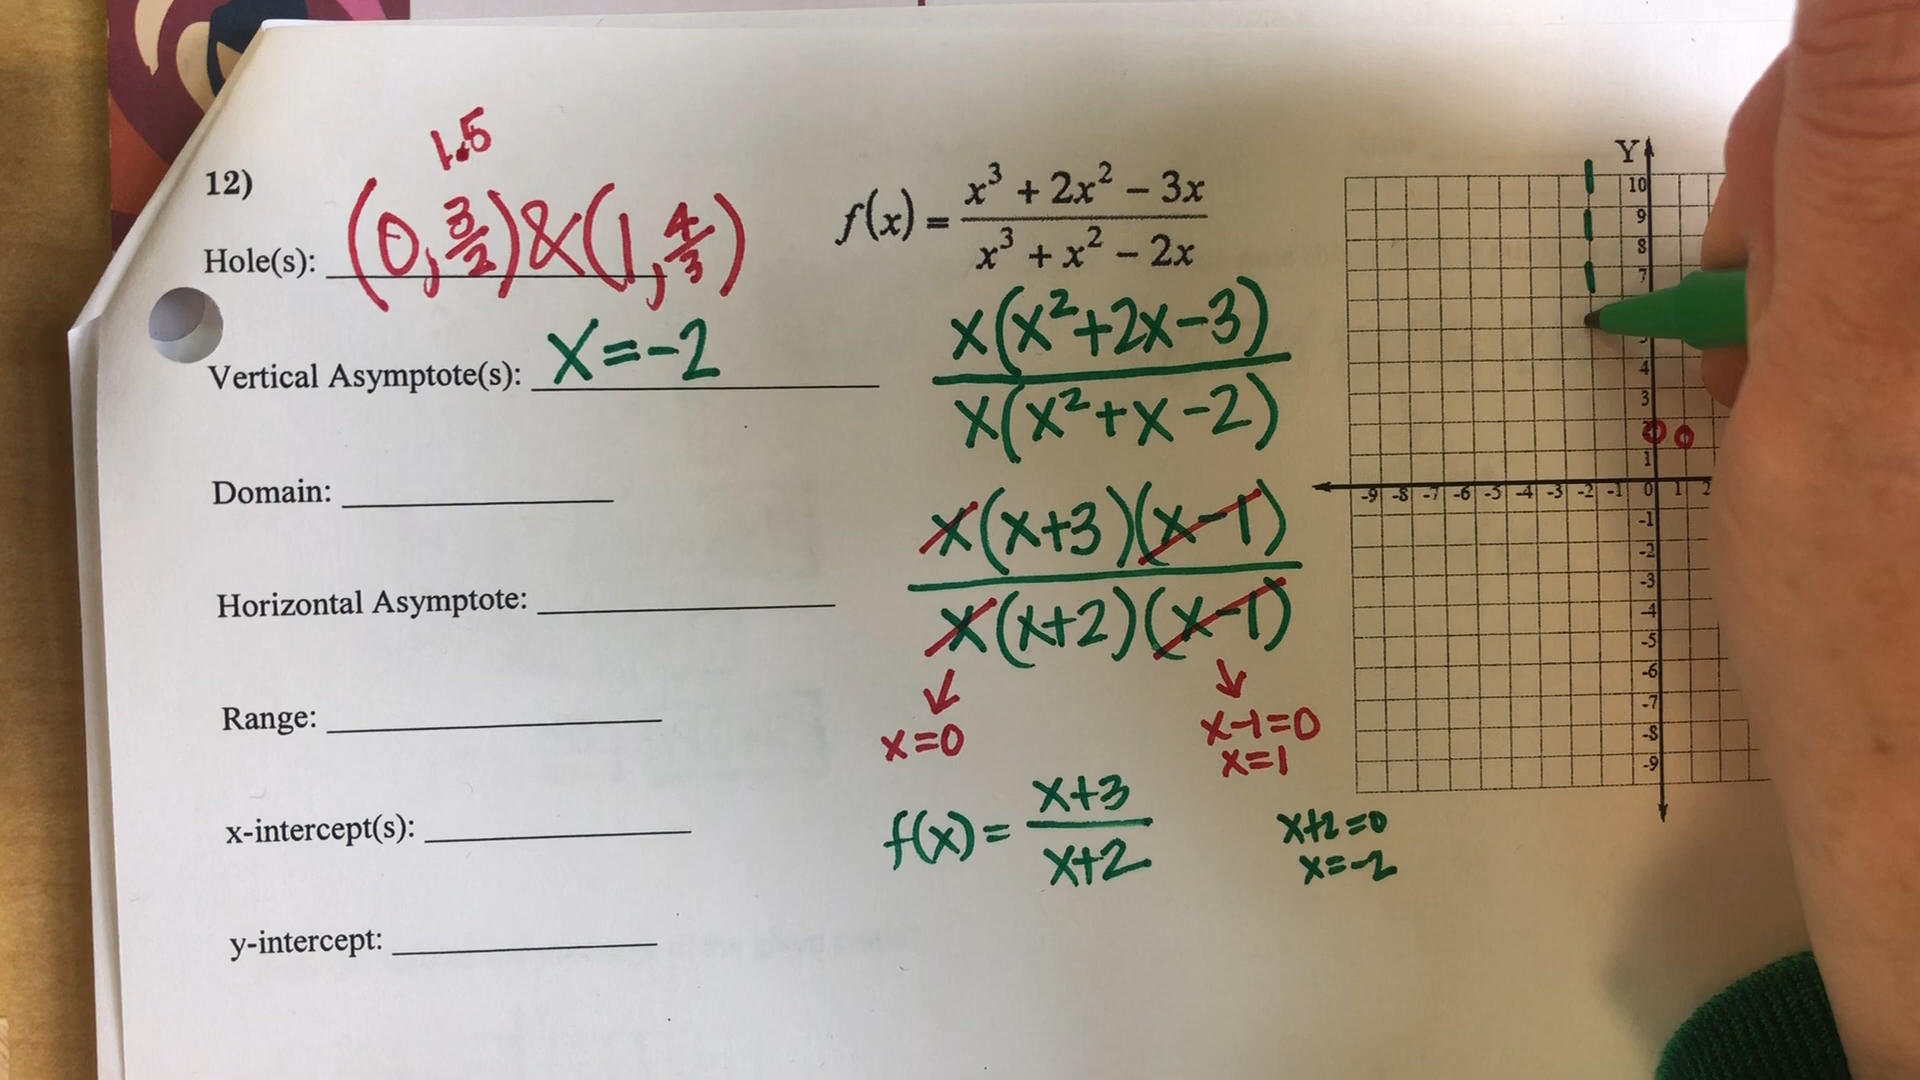 1.5
12)
Hole(s): (0, 3/2) & (1, 4/3)
f(x) = (x³ + 2x² − 3x)/(x³ + x² − 2x)
Vertical Asymptote(s): x=-2
x(x²+2x-3)
x(x²+x-2)
Domain:
x(x+3)(x-1)
x(x+2)(x-1)
Horizontal Asymptote:
x=0
x-1=0
x=1
Range:
x-intercept(s):
f(x) = (x+3)/(x+2)
x+2=0
x=-2
y-intercept:
Y
10
9
8
7
4
3
1
-9 -8 -7 -6 -5 -4 -3 -2 -1 0 1 2
-1
-2
-3
-4
-5
-6
-7
-8
-9